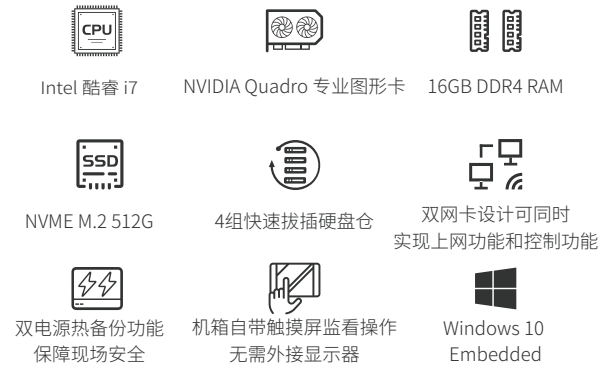 CPU
Intel 酷睿 i7
NVIDIA Quadro 专业图形卡
16GB DDR4 RAM
SSD
NVME M.2 512G
4组快速拔插硬盘仓
双网卡设计可同时
实现上网功能和控制功能
双电源热备份功能
保障现场安全
机箱自带触摸屏监看操作
无需外接显示器
Windows 10
Embedded